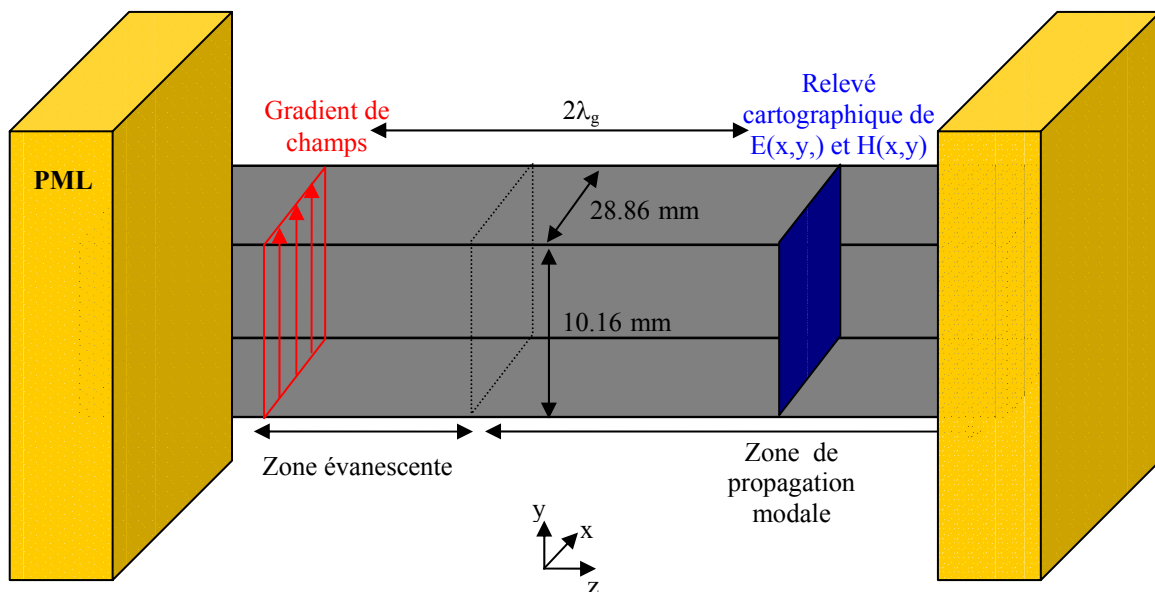 PML
Gradient de
champs
2λg
Relevé
cartographique de
E(x,y,) et H(x,y)
28.86 mm
10.16 mm
Zone évanescente
Zone de
propagation
modale
y
x
z